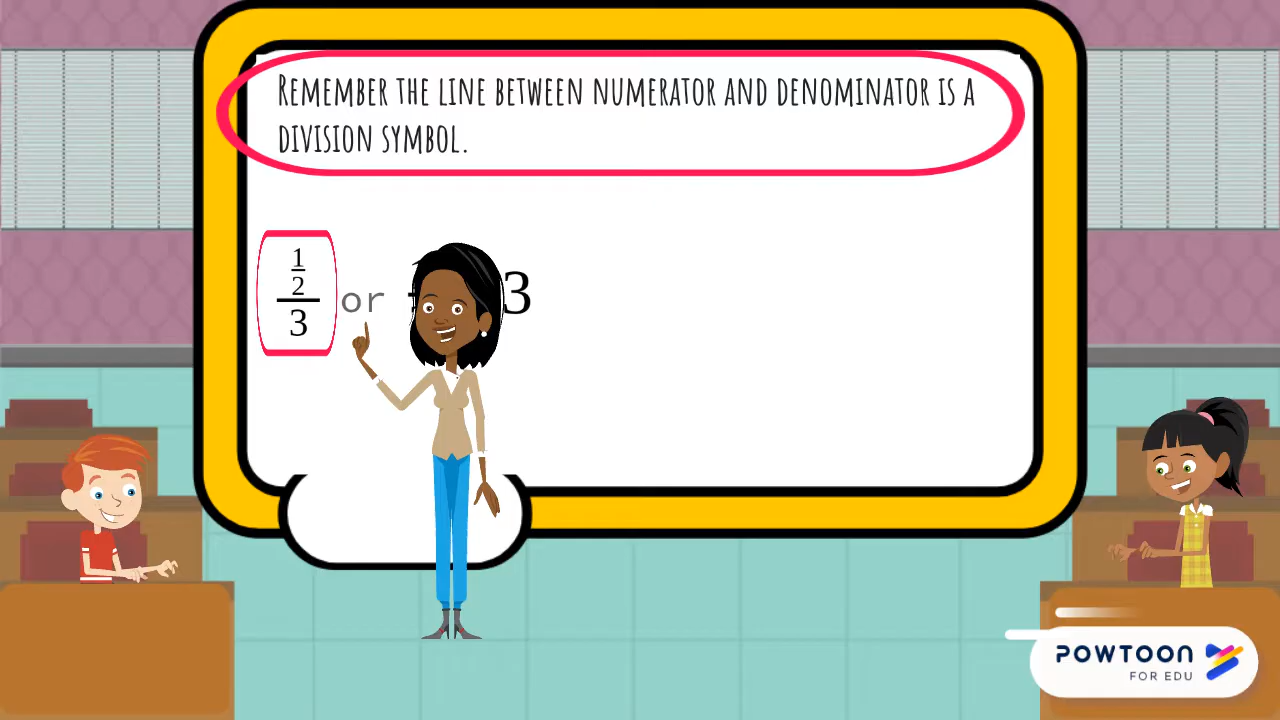 REMEMBER THE LINE BETWEEN NUMERATOR AND DENOMINATOR IS A
DIVISION SYMBOL.
1
2
3
or
3
POWTOON
FOR EDU